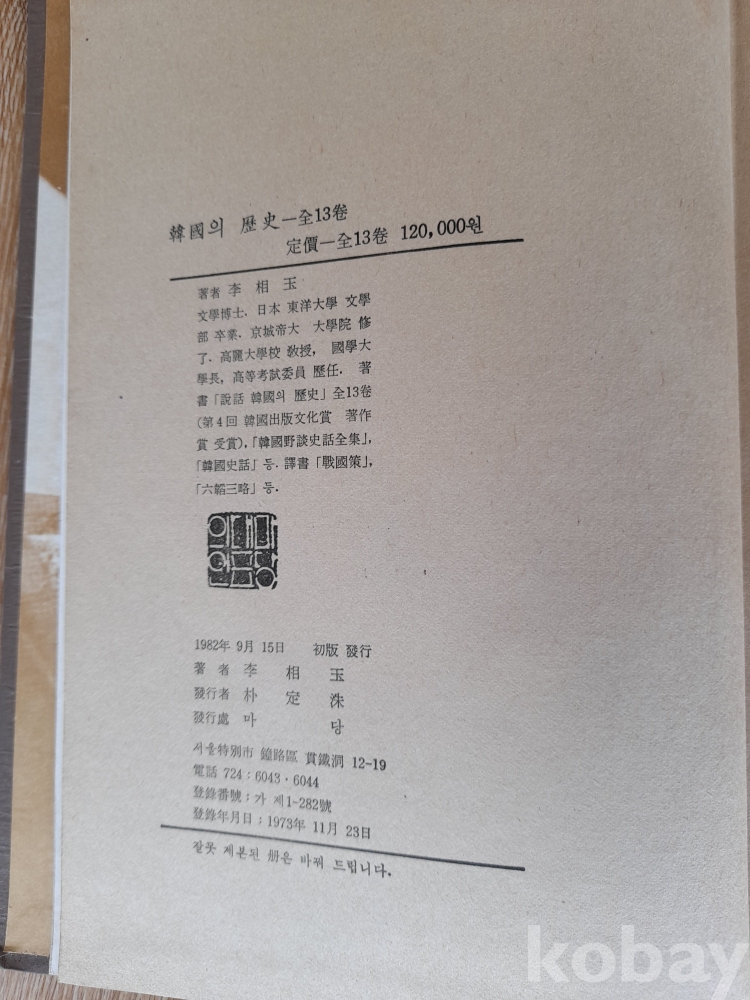 韓國의 歷史－全13卷
定價－全13卷 120,000원
著者 李相玉
文學博士. 日本 東洋大學 文學
部 卒業. 京城帝大 大學院 修
了. 高麗大學校 敎授, 國學大
學長, 高等考試委員 歷任. 著
書「說話 韓國의 歷史」全13卷
(第4回 韓國出版文化賞 著作
賞 受賞),「韓國野談史話全集」,
「韓國史話」等. 譯書「戰國策」,
「六韜三略」등.
1982年 9月 15日 初版 發行
著者 李相玉
發行者 朴定洙
發行處 마당
서울特別市 鐘路區 貫鐵洞 12-19
電話 724 : 6043·6044
登錄番號 : 가 제1-282號
登錄年月日 : 1973年 11月 23日
잘못 제본된 册은 바꿔 드립니다.
kobay